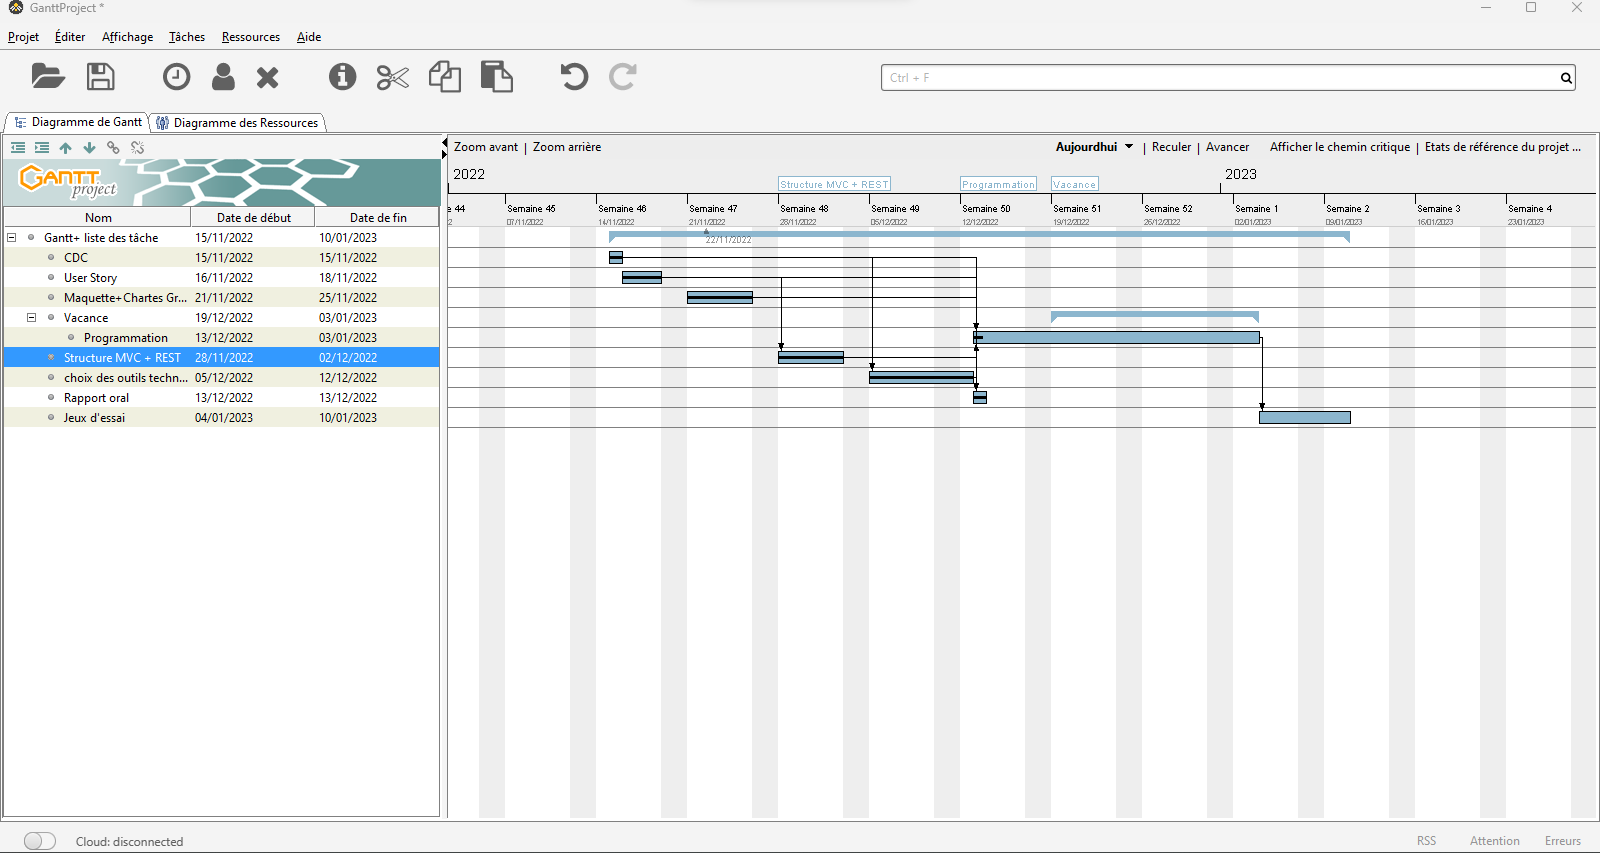 GanttProject *
Projet Éditer Affichage Tâches Ressources Aide
Ctrl + F
Diagramme de Gantt Diagramme des Ressources
Zoom avant | Zoom arrière Aujourd'hui | Reculer | Avancer Afficher le chemin critique | Etats de référence du projet ...
GANTT project
2022 2023
Structure MVC + REST Programmation Vacance
Nom Date de début Date de fin
e 44 Semaine 45 Semaine 46 Semaine 47 Semaine 48 Semaine 49 Semaine 50 Semaine 51 Semaine 52 Semaine 1 Semaine 2 Semaine 3 Semaine 4
2 07/11/2022 14/11/2022 21/11/2022 28/11/2022 05/12/2022 12/12/2022 19/12/2022 26/12/2022 02/01/2023 09/01/2023 16/01/2023 23/01/2023
22/11/2022
Gantt+ liste des tâche 15/11/2022 10/01/2023
CDC 15/11/2022 15/11/2022
User Story 16/11/2022 18/11/2022
Maquette+Chartes Gr... 21/11/2022 25/11/2022
Vacance 19/12/2022 03/01/2023
Programmation 13/12/2022 03/01/2023
Structure MVC + REST 28/11/2022 02/12/2022
choix des outils techn... 05/12/2022 12/12/2022
Rapport oral 13/12/2022 13/12/2022
Jeux d'essai 04/01/2023 10/01/2023
Cloud: disconnected RSS Attention Erreurs